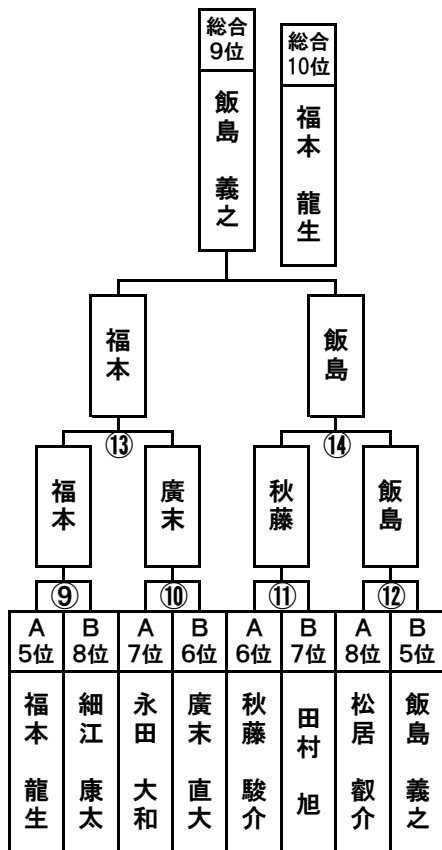 総合
9位
飯島 義之
総合
10位
福本 龍生
福本
飯島
⑬
⑭
福本
廣末
秋藤
飯島
⑨
⑩
⑪
⑫
A
5位
福本 龍生
B
8位
細江 康太
A
7位
永田 大和
B
6位
廣末 直大
A
6位
秋藤 駿介
B
7位
田村 旭
A
8位
松居 叡介
B
5位
飯島 義之